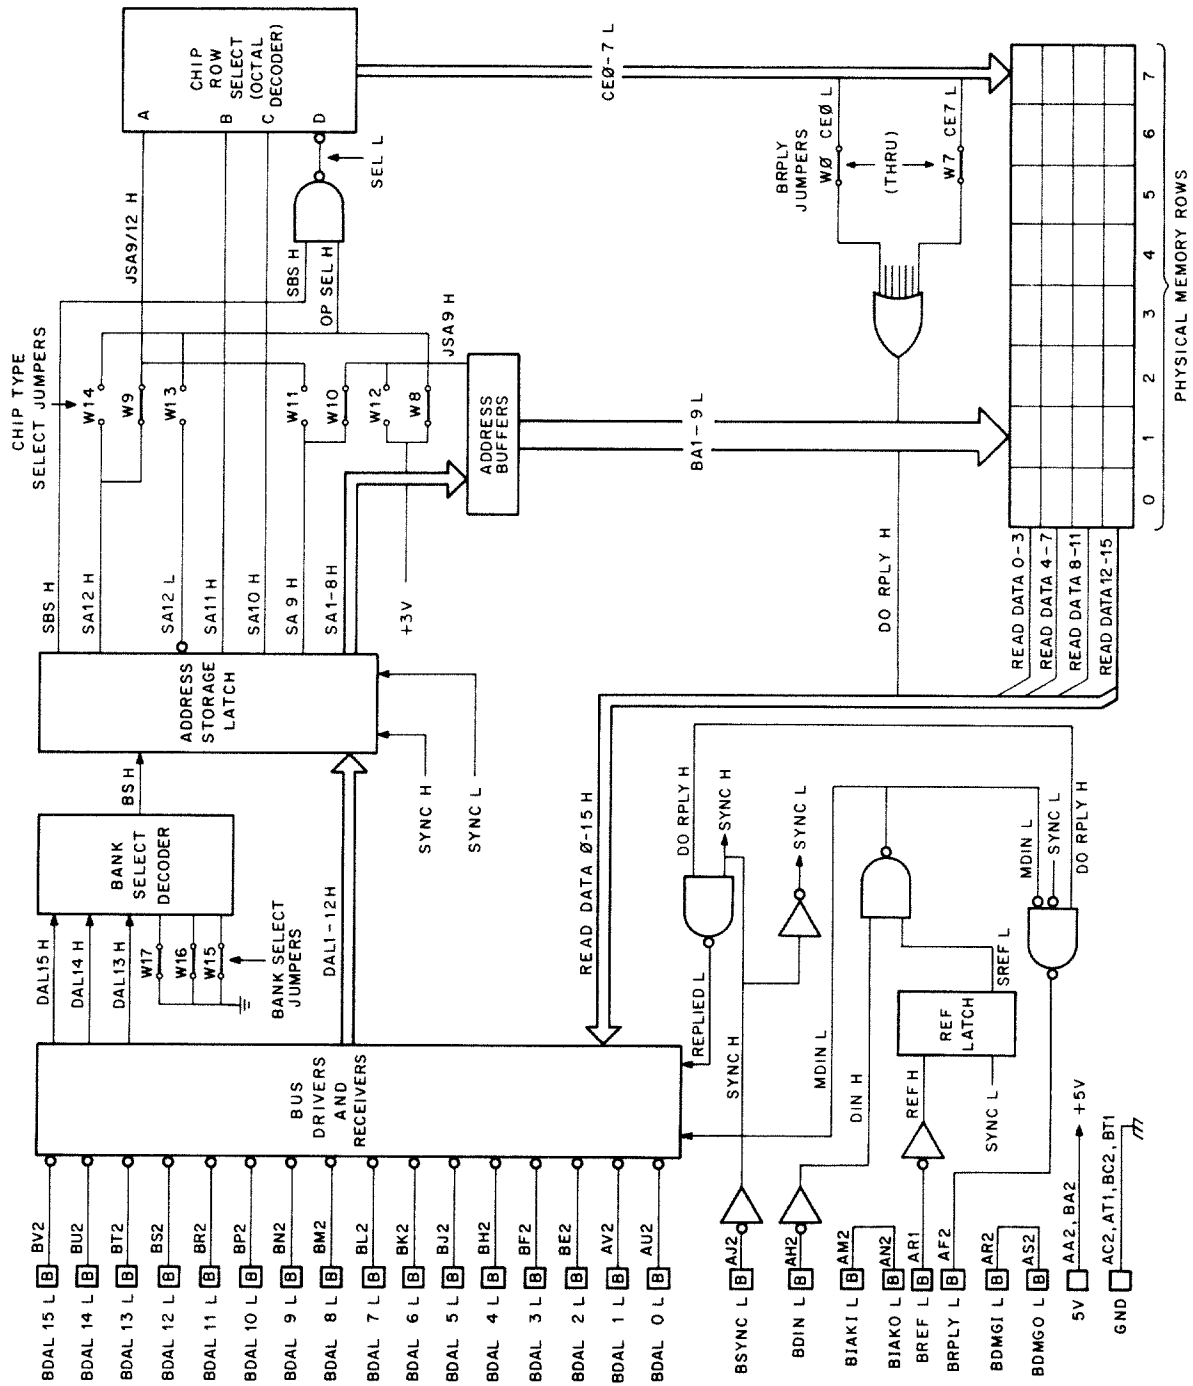 BDAL 15 L B BV2
BDAL 14 L B BU2
BDAL 13 L B BT2
BDAL 12 L B BS2
BDAL 11 L B BR2
BDAL 10 L B BP2
BDAL 9 L B BN2
BDAL 8 L B BM2
BDAL 7 L B BL2
BDAL 6 L B BK2
BDAL 5 L B BJ2
BDAL 4 L B BH2
BDAL 3 L B BF2
BDAL 2 L B BE2
BDAL 1 L B AV2
BDAL 0 L B AU2
BSYNC L B AJ2
BDIN L B AH2
BIAKI L B AM2
BIAKO L B AN2
BREF L B AR1
BRPLY L B AF2
BDMGI L B AR2
BDMGO L B AS2
5V AA2, BA2 +5V
GND AC2, AT1, BC2, BT1
BUS
DRIVERS
AND
RECEIVERS
DAL15 H
DAL14 H
DAL13 H
W17
W16
W15
BANK SELECT
JUMPERS
BANK
SELECT
DECODER
BS H
DAL1-12H
SYNC H
SYNC L
ADDRESS
STORAGE
LATCH
SBS H
SA12 H
SA12 L
SA11 H
SA10 H
SA 9 H
SA1-8H
+3V
CHIP TYPE
SELECT JUMPERS
W14
W9
W13
W11
W10
W12
W8
JSA9 H
JSA9/12 H
SBS H
OP SEL H
SEL L
CHIP
ROW
SELECT
(OCTAL
DECODER)
A
B
C
D
ADDRESS
BUFFERS
CEØ-7 L
BA1-9 L
BRPLY
JUMPERS
WØ CEØ L
(THRU)
W7 CE7 L
DO RPLY H
READ DATA Ø-15 H
READ DATA 0-3
READ DATA 4-7
READ DATA 8-11
READ DATA 12-15
0 1 2 3 4 5 6 7
PHYSICAL MEMORY ROWS
REPLIED L
DO RPLY H
SYNC H
SYNC H
SYNC L
MDIN L
DIN H
REF H
SYNC L
REF
LATCH
SREF L
MDIN L
SYNC L
DO RPLY H